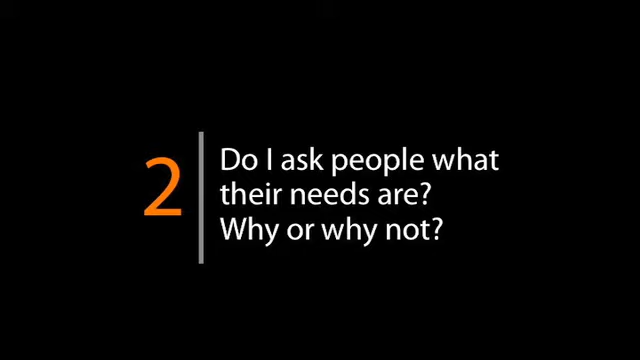 2
Do I ask people what
their needs are?
Why or why not?